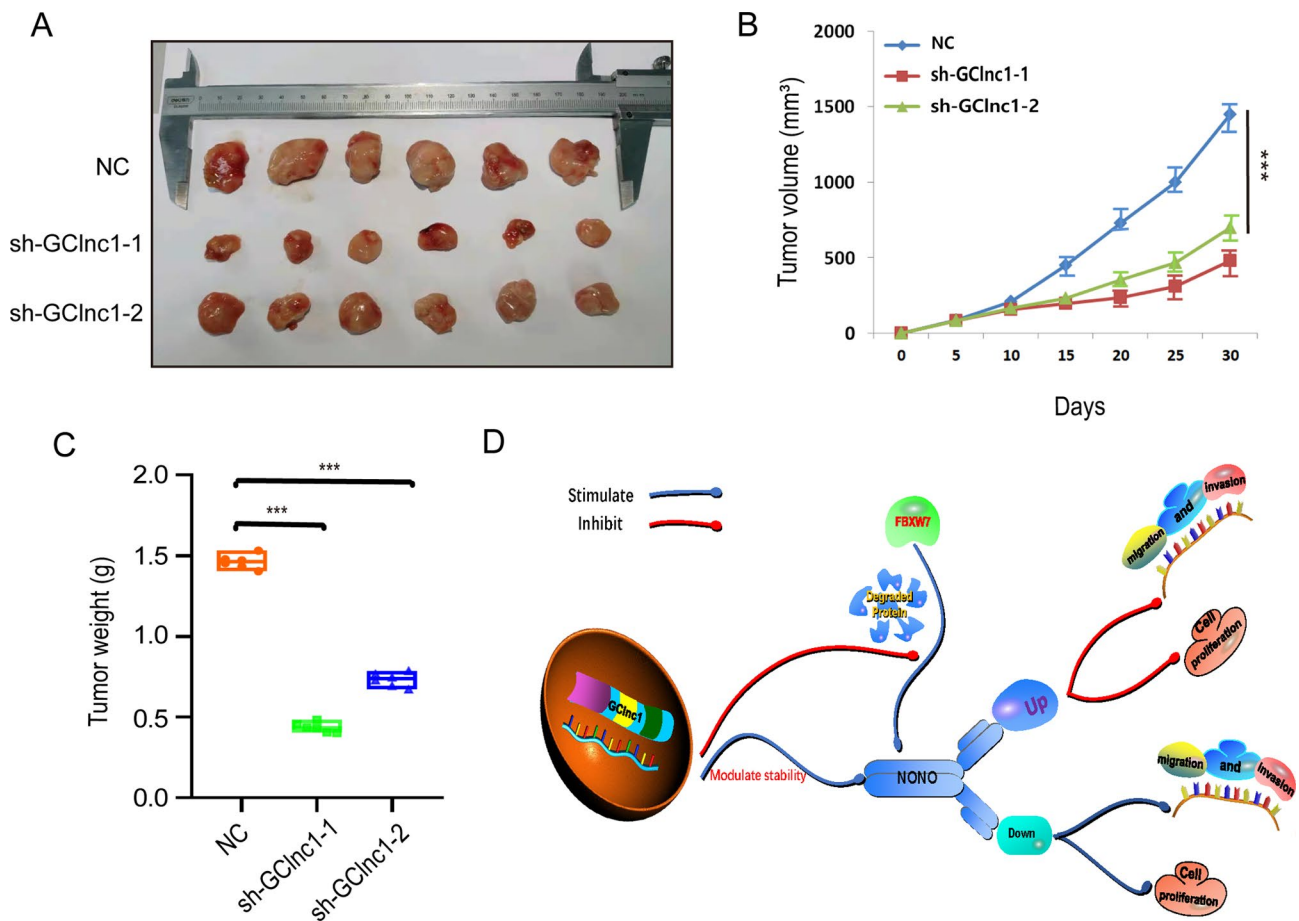 A
NC
sh-GClnc1-1
sh-GClnc1-2
B
Tumor volume (mm³)
2000
1500
1000
500
0
NC
sh-GClnc1-1
sh-GClnc1-2
***
0 5 10 15 20 25 30
Days
C
Tumor weight (g)
2.0
1.5
1.0
0.5
0.0
***
***
NC
sh-GClnc1-1
sh-GClnc1-2
D
Stimulate
Inhibit
FBXW7
Degraded
Protein
GClnc1
Modulate stability
NONO
Up
Down
migration and invasion
Cell
proliferation
migration and invasion
Cell
proliferation